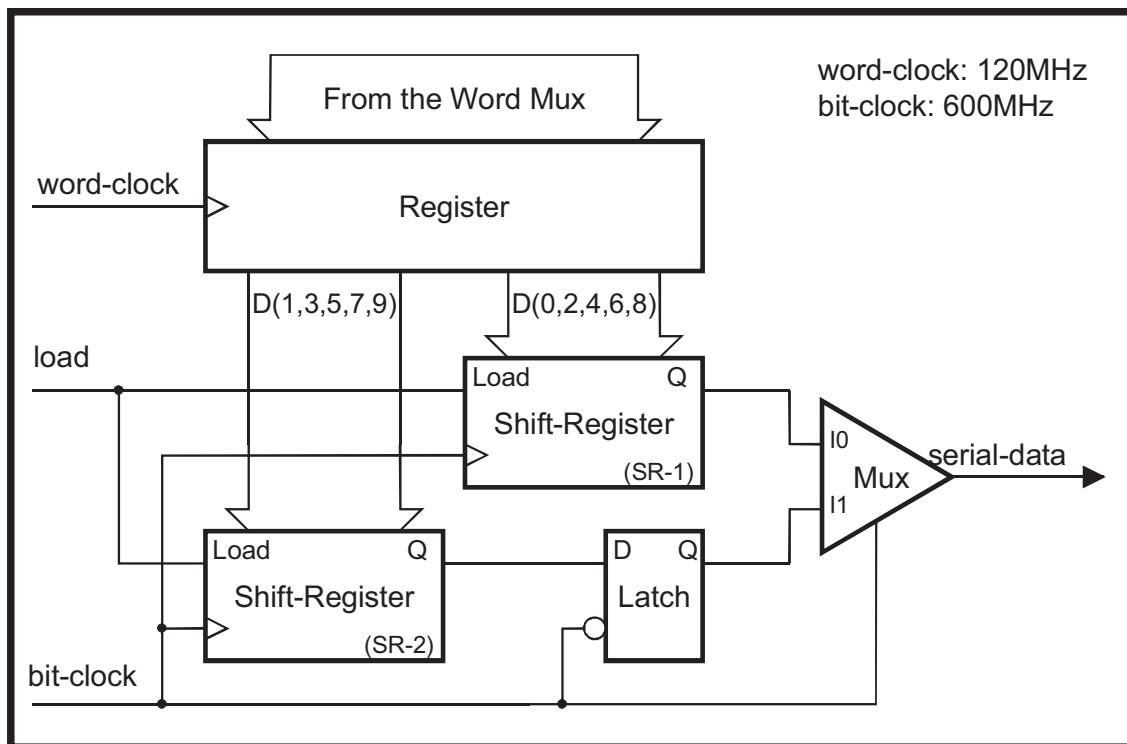 word-clock: 120MHz
bit-clock: 600MHz
From the Word Mux
word-clock
Register
D(1,3,5,7,9)
D(0,2,4,6,8)
load
Load
Q
Shift-Register
(SR-1)
I0
I1
Mux
serial-data
Load
Q
Shift-Register
(SR-2)
D
Q
Latch
bit-clock